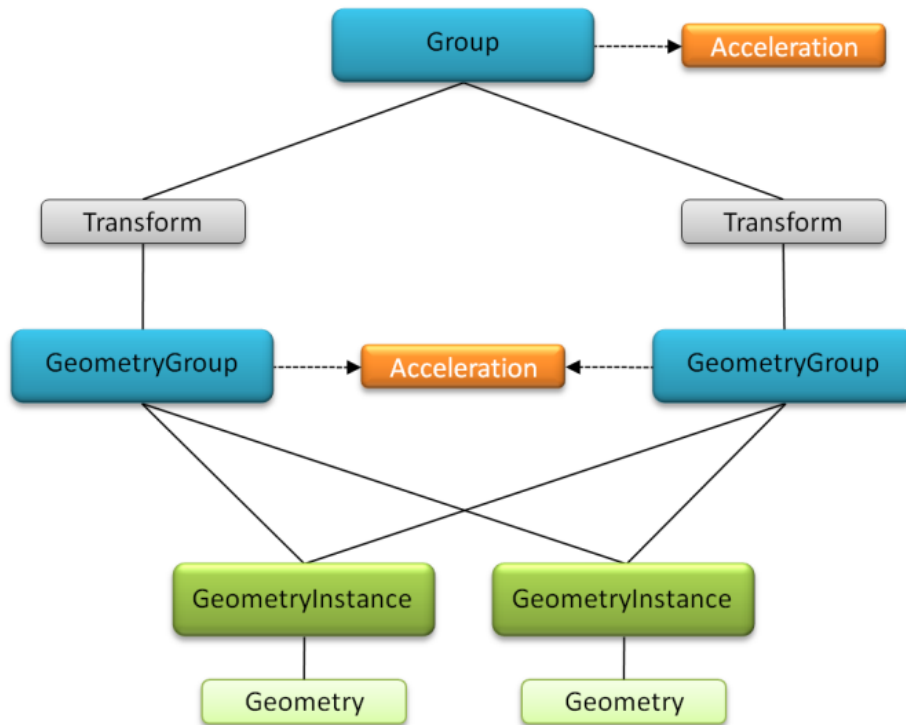 Group
Acceleration
Transform
Transform
GeometryGroup
Acceleration
GeometryGroup
GeometryInstance
GeometryInstance
Geometry
Geometry